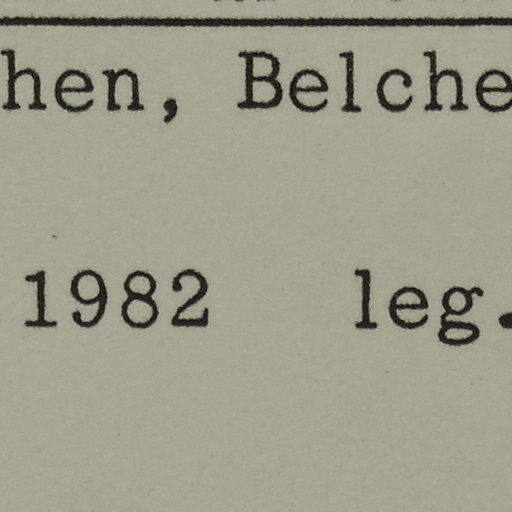 hen, Belche
1982 leg.